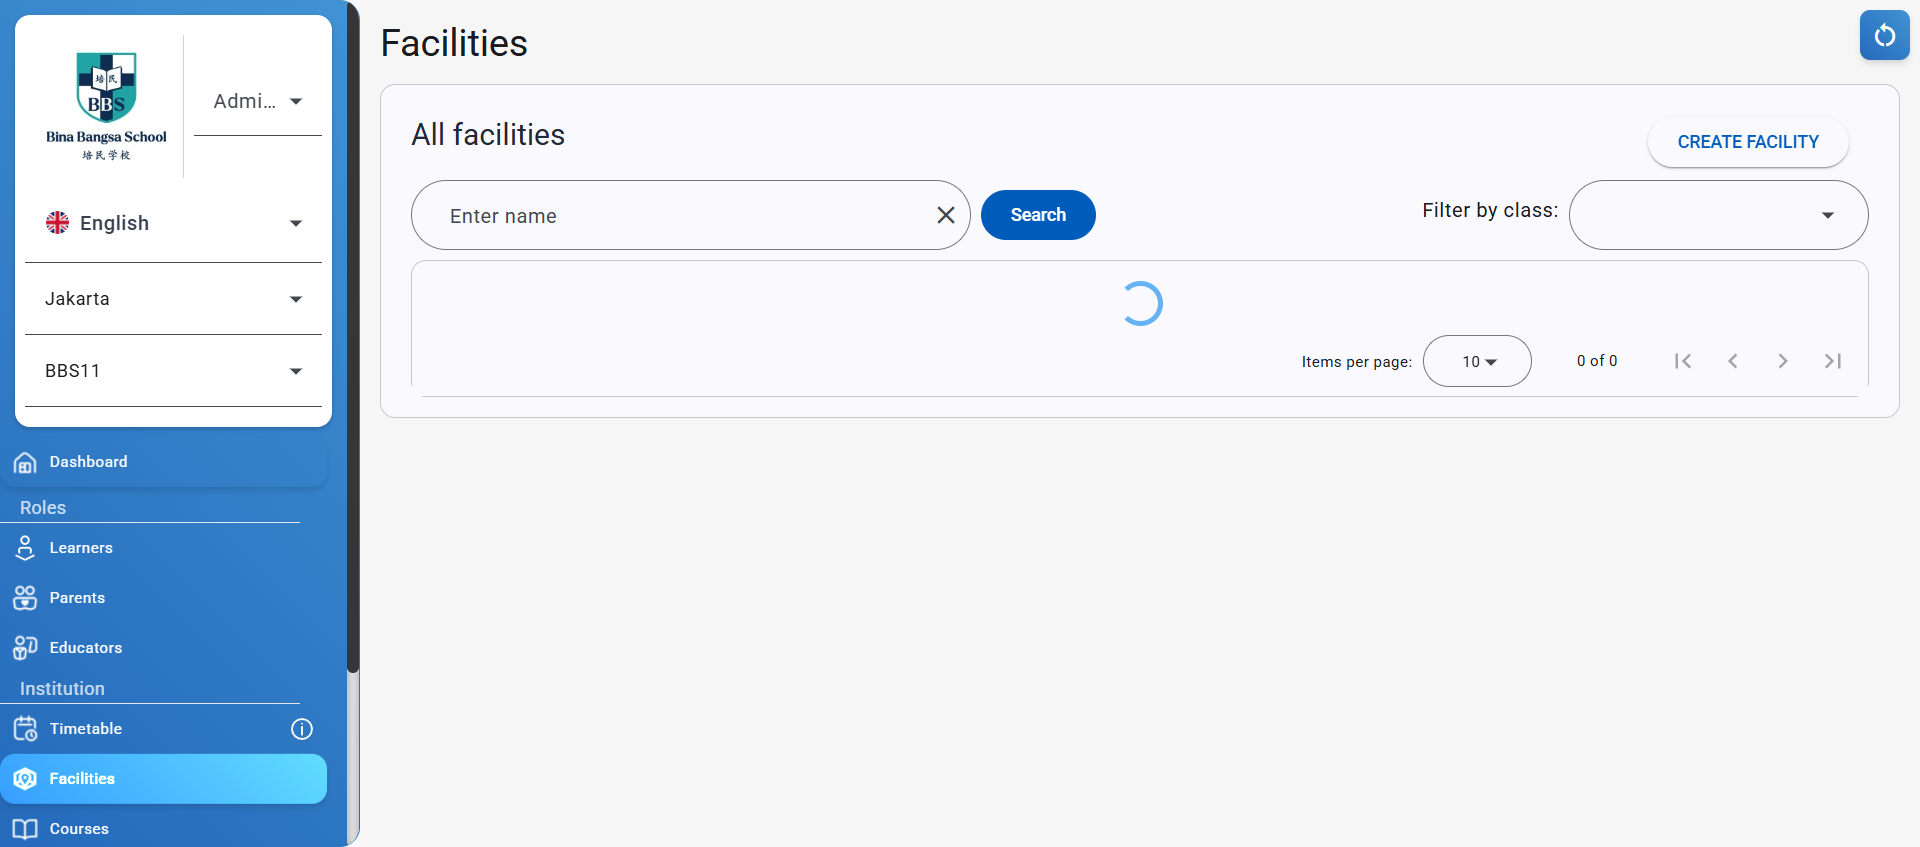 培民
BBS
Bina Bangsa School
培民学校
Admi...
English
Jakarta
BBS11
Dashboard
Roles
Learners
Parents
Educators
Institution
Timetable
Facilities
Courses
Facilities
All facilities
CREATE FACILITY
Enter name
Search
Filter by class:
Items per page:
10
0 of 0